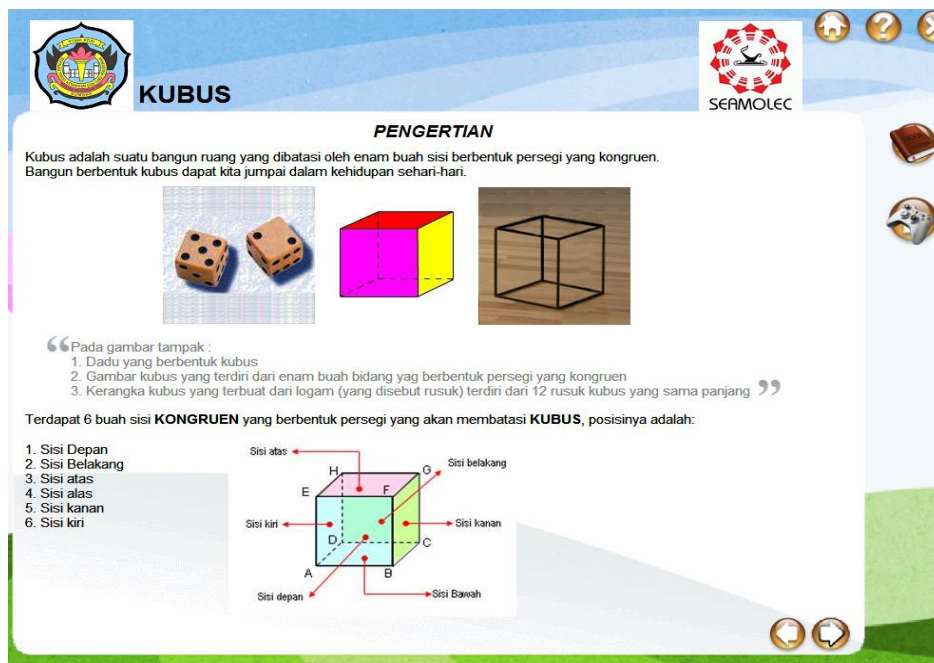 KUBUS
SEAMOLEC
PENGERTIAN
Kubus adalah suatu bangun ruang yang dibatasi oleh enam buah sisi berbentuk persegi yang kongruen.
Bangun berbentuk kubus dapat kita jumpai dalam kehidupan sehari-hari.
“Pada gambar tampak :
1. Dadu yang berbentuk kubus
2. Gambar kubus yang terdiri dari enam buah bidang yag berbentuk persegi yang kongruen
3. Kerangka kubus yang terbuat dari logam (yang disebut rusuk) terdiri dari 12 rusuk kubus yang sama panjang ”
Terdapat 6 buah sisi KONGRUEN yang berbentuk persegi yang akan membatasi KUBUS, posisinya adalah:
1. Sisi Depan
2. Sisi Belakang
3. Sisi atas
4. Sisi alas
5. Sisi kanan
6. Sisi kiri
Sisi atas
Sisi belakang
H
G
E
F
Sisi kiri
Sisi kanan
D
C
A
B
Sisi depan
Sisi Bawah